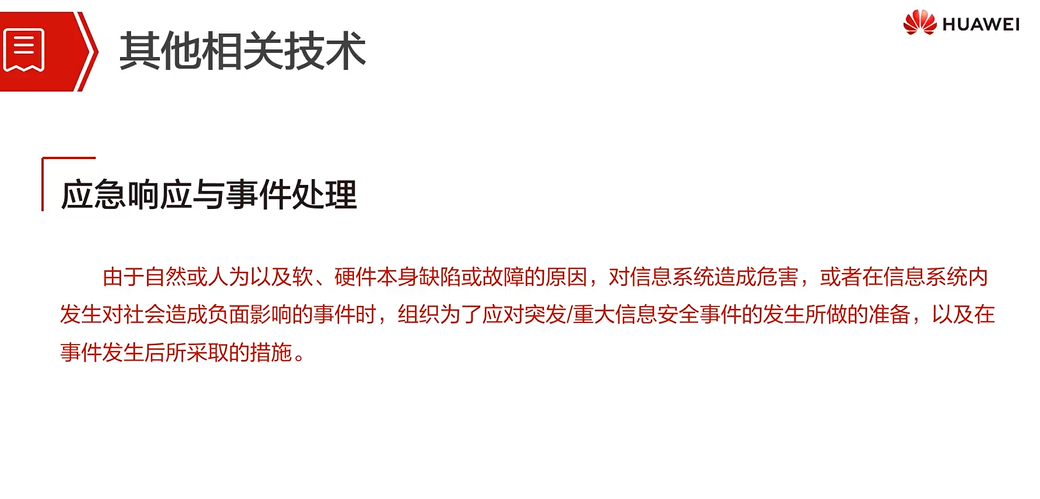 其他相关技术
HUAWEI
应急响应与事件处理
由于自然或人为以及软、硬件本身缺陷或故障的原因，对信息系统造成危害，或者在信息系统内
发生对社会造成负面影响的事件时，组织为了应对突发/重大信息安全事件的发生所做的准备，以及在
事件发生后所采取的措施。